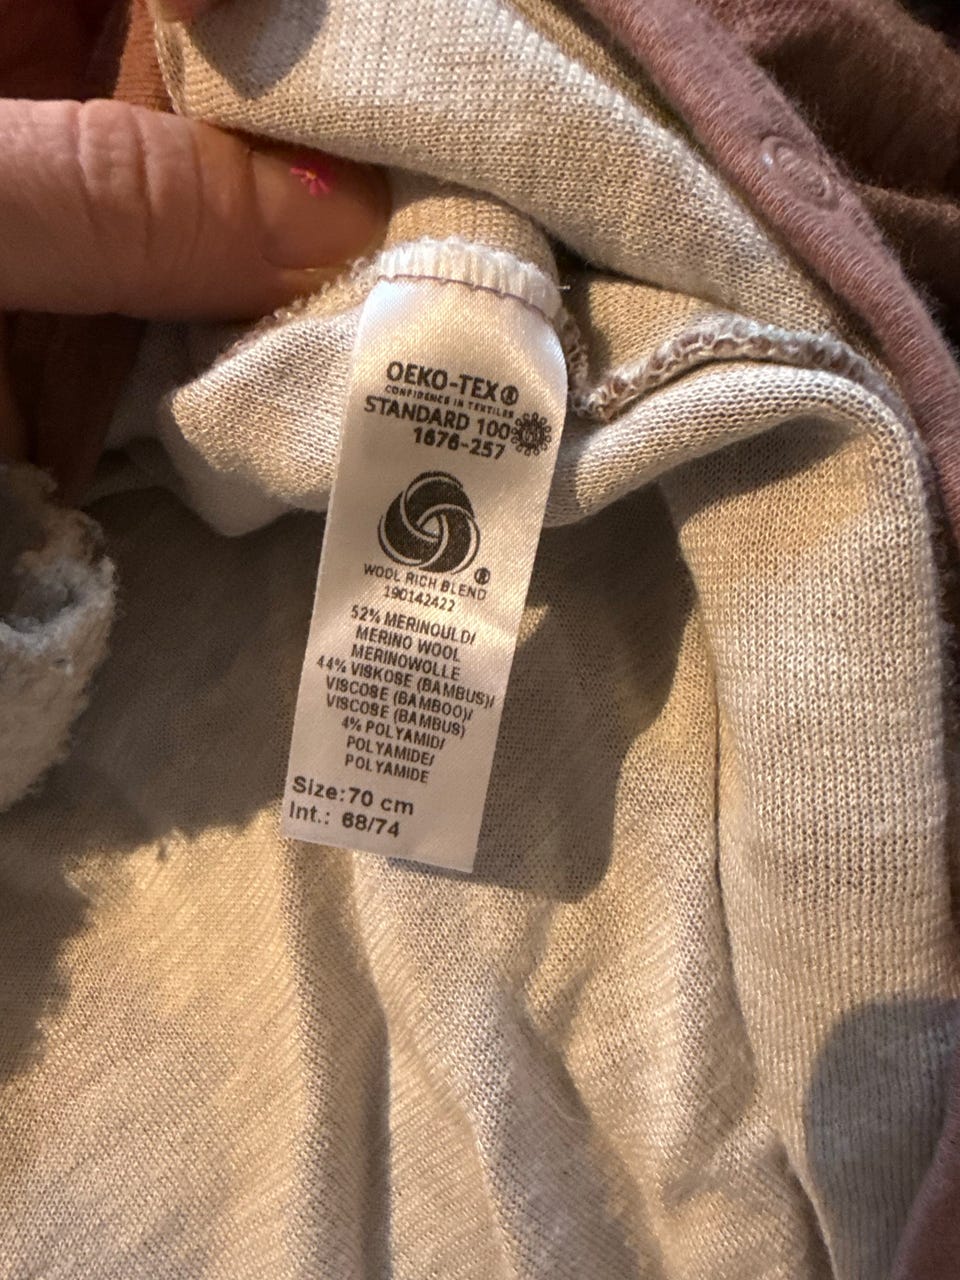 OEKO-TEX®
CONFIDENCE IN TEXTILES
STANDARD 100
1676-257
WOOL RICH BLEND ®
190142422
52% MERINOULD/
MERINO WOOL
MERINOWOLLE
44% VISKOSE (BAMBUS)/
VISCOSE (BAMBOO)/
VISCOSE (BAMBUS)
4% POLYAMID/
POLYAMIDE/
POLYAMIDE
Size:70 cm
Int.: 68/74